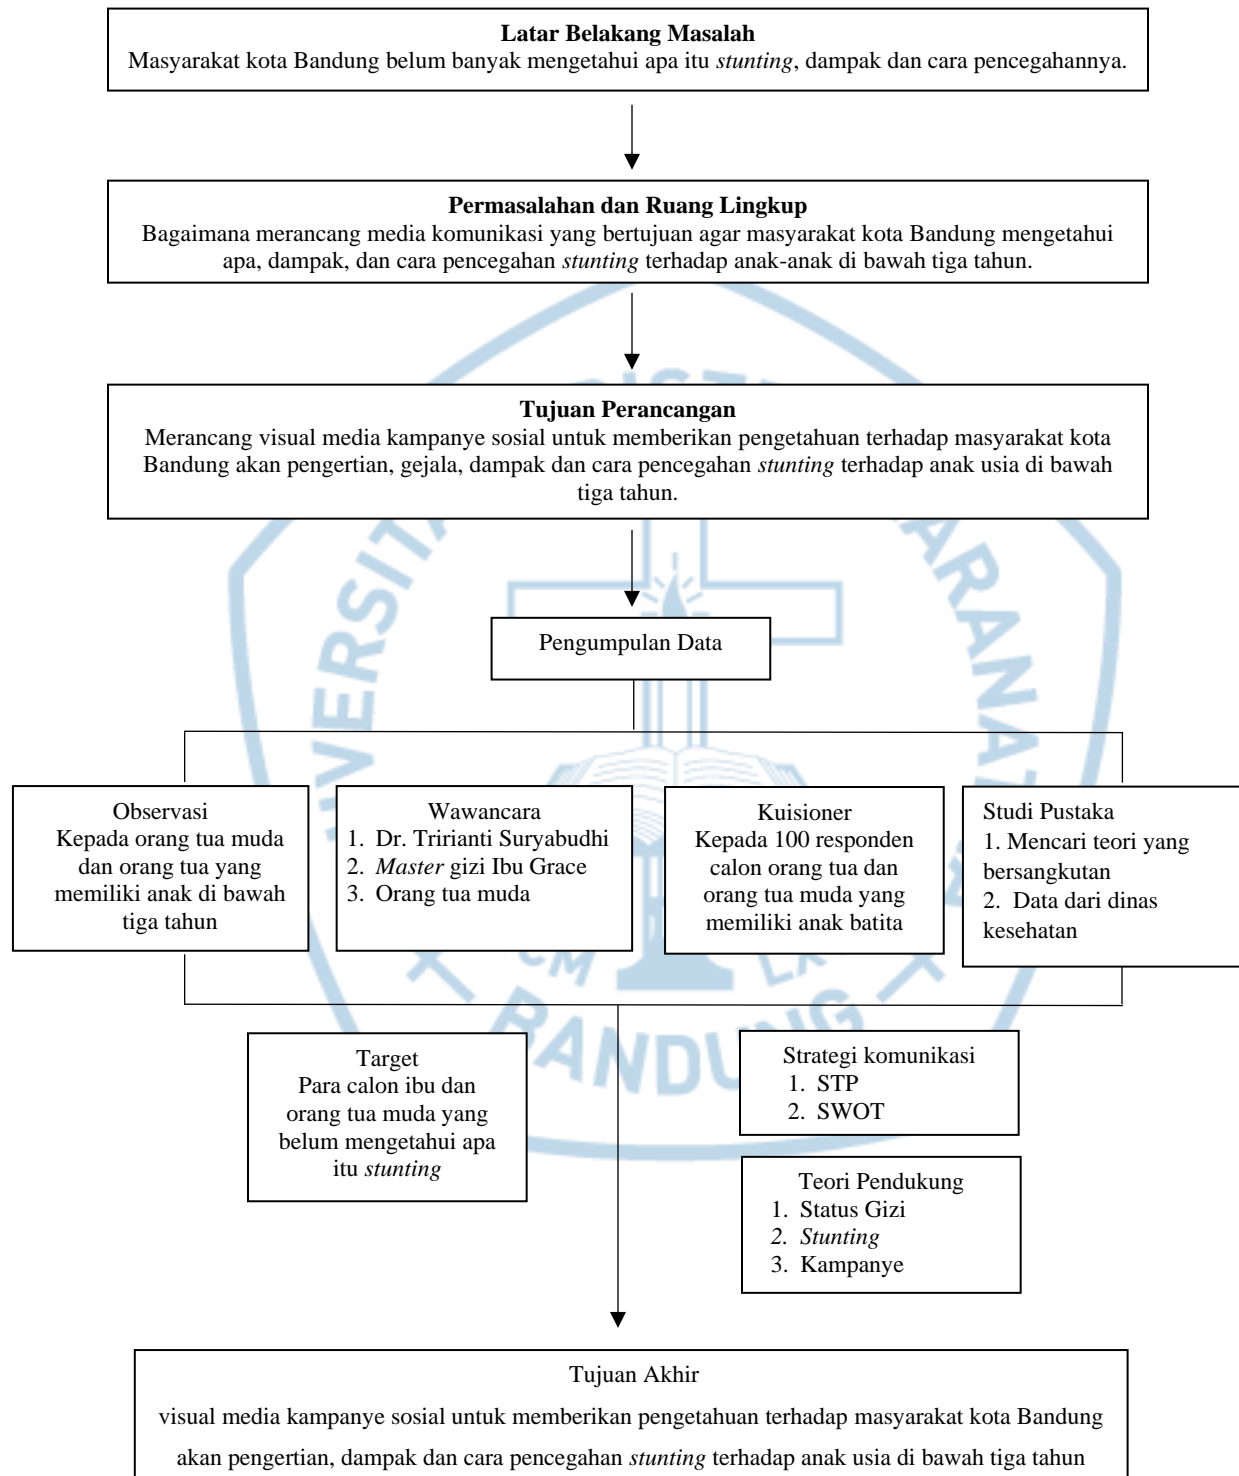 Latar Belakang Masalah
Masyarakat kota Bandung belum banyak mengetahui apa itu stunting, dampak dan cara pencegahannya.
Permasalahan dan Ruang Lingkup
Bagaimana merancang media komunikasi yang bertujuan agar masyarakat kota Bandung mengetahui
apa, dampak, dan cara pencegahan stunting terhadap anak-anak di bawah tiga tahun.
Tujuan Perancangan
Merancang visual media kampanye sosial untuk memberikan pengetahuan terhadap masyarakat kota
Bandung akan pengertian, gejala, dampak dan cara pencegahan stunting terhadap anak usia di bawah
tiga tahun.
Pengumpulan Data
Observasi
Kepada orang tua muda
dan orang tua yang
memiliki anak di bawah
tiga tahun
Wawancara
1. Dr. Tririanti Suryabudhi
2. Master gizi Ibu Grace
3. Orang tua muda
Kuisioner
Kepada 100 responden
calon orang tua dan
orang tua muda yang
memiliki anak batita
Studi Pustaka
1. Mencari teori yang
bersangkutan
2. Data dari dinas
kesehatan
Target
Para calon ibu dan
orang tua muda yang
belum mengetahui apa
itu stunting
Strategi komunikasi
1. STP
2. SWOT
Teori Pendukung
1. Status Gizi
2. Stunting
3. Kampanye
Tujuan Akhir
visual media kampanye sosial untuk memberikan pengetahuan terhadap masyarakat kota Bandung
akan pengertian, dampak dan cara pencegahan stunting terhadap anak usia di bawah tiga tahun
BANDUNG